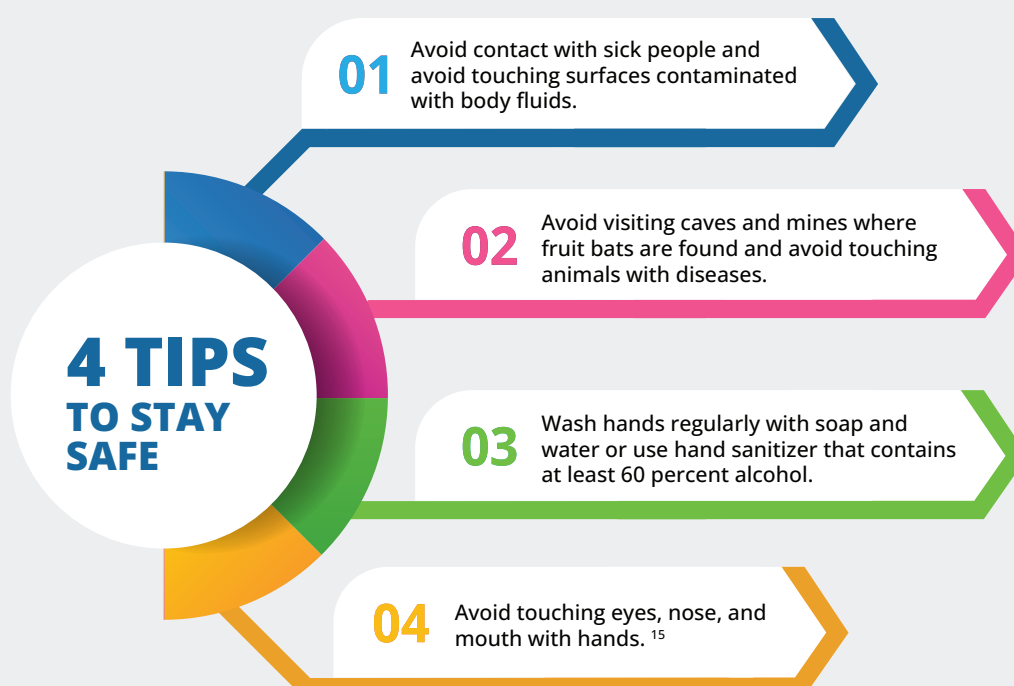 4 TIPS
TO STAY
SAFE
01
Avoid contact with sick people and
avoid touching surfaces contaminated
with body fluids.
02
Avoid visiting caves and mines where
fruit bats are found and avoid touching
animals with diseases.
03
Wash hands regularly with soap and
water or use hand sanitizer that contains
at least 60 percent alcohol.
04
Avoid touching eyes, nose, and
mouth with hands. 15